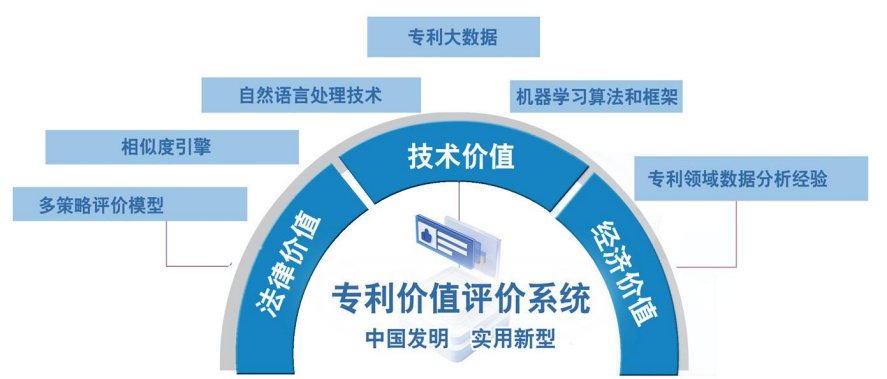 专利大数据
自然语言处理技术
机器学习算法和框架
相似度引擎
专利领域数据分析经验
多策略评价模型
技术价值
法律价值
经济价值
专利价值评价系统
中国发明 实用新型